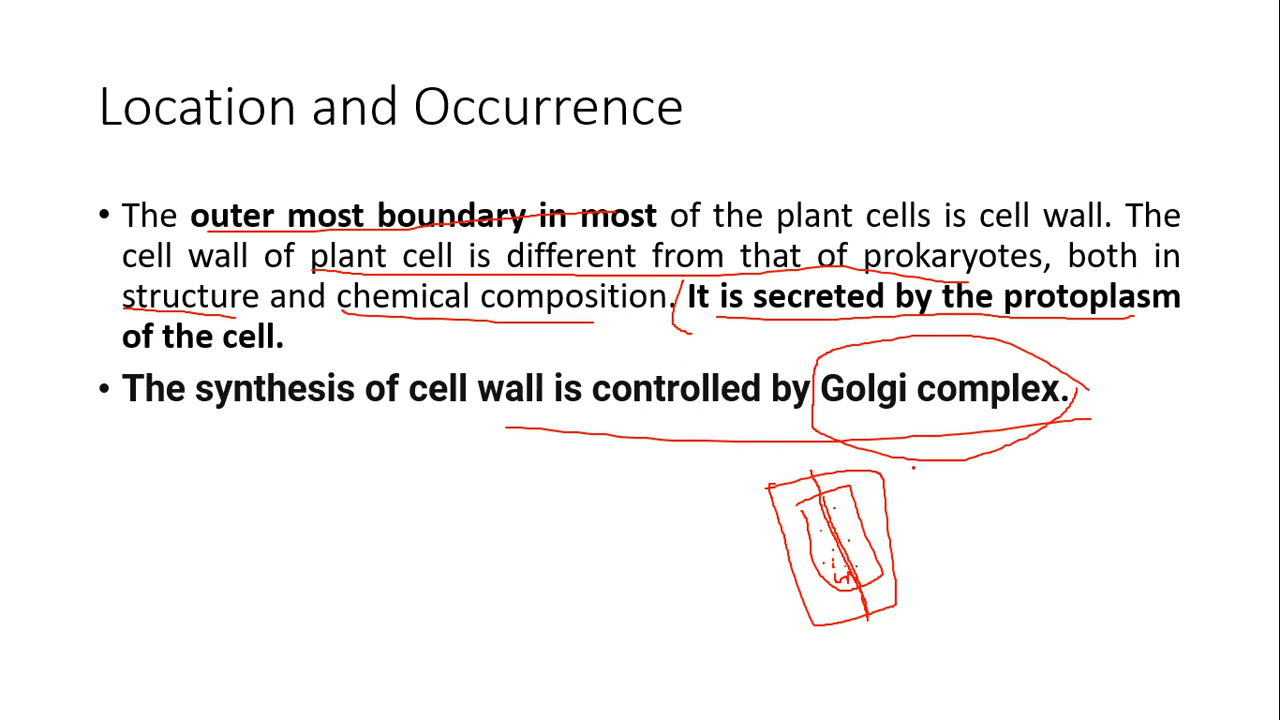 Location and Occurrence
• The outer most boundary in most of the plant cells is cell wall. The
cell wall of plant cell is different from that of prokaryotes, both in
structure and chemical composition. It is secreted by the protoplasm
of the cell.
• The synthesis of cell wall is controlled by Golgi complex.